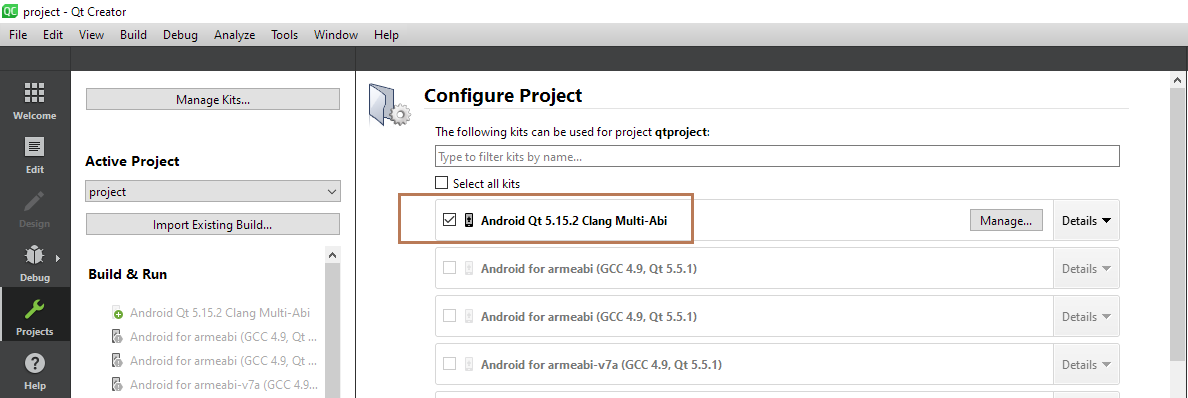 QC project - Qt Creator
File Edit View Build Debug Analyze Tools Window Help
Welcome
Edit
Design
Debug
Projects
Help
Manage Kits...
Active Project
project
Import Existing Build...
Build & Run
Android Qt 5.15.2 Clang Multi-Abi
Android for armeabi (GCC 4.9, Qt ...
Android for armeabi (GCC 4.9, Qt ...
Android for armeabi-v7a (GCC 4.9...
Configure Project
The following kits can be used for project qtproject:
Type to filter kits by name...
Select all kits
Android Qt 5.15.2 Clang Multi-Abi Manage... Details
Android for armeabi (GCC 4.9, Qt 5.5.1) Details
Android for armeabi (GCC 4.9, Qt 5.5.1) Details
Android for armeabi-v7a (GCC 4.9, Qt 5.5.1) Details